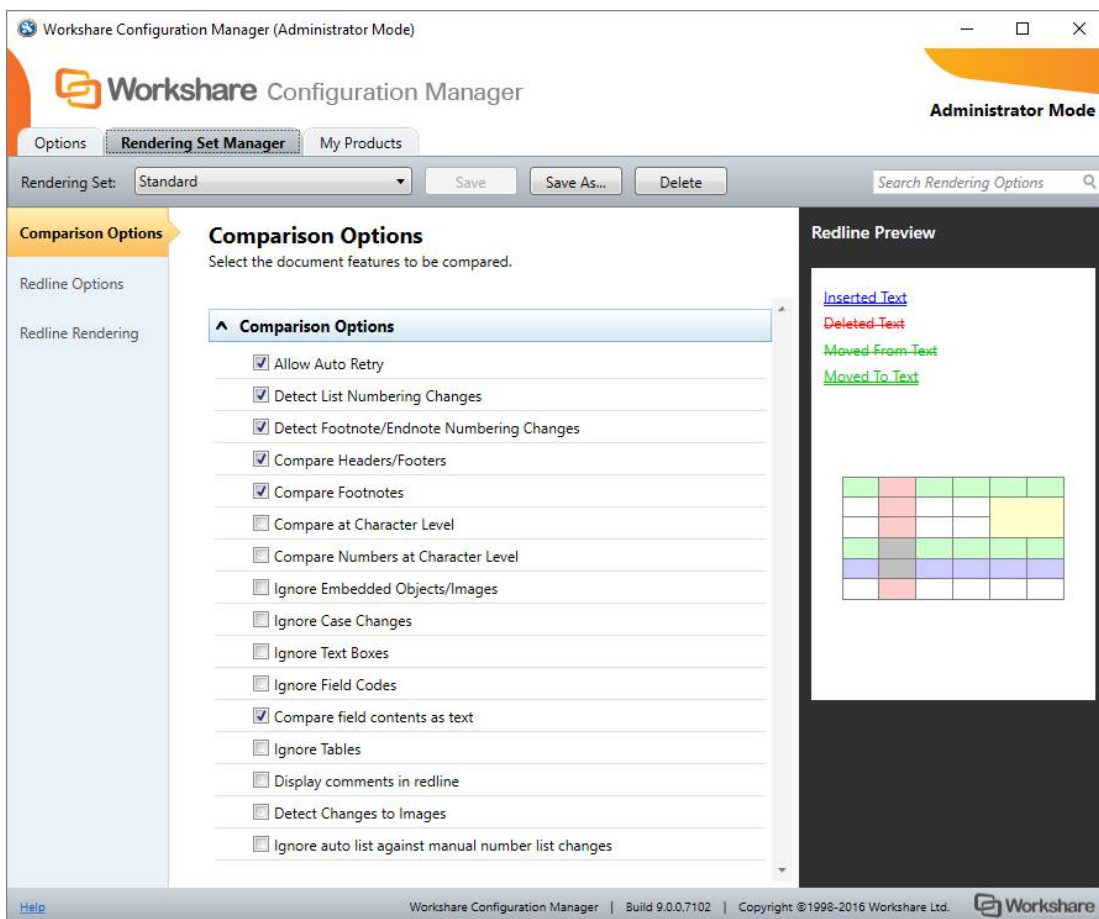 Workshare Configuration Manager (Administrator Mode)
Workshare Configuration Manager
Administrator Mode
Options Rendering Set Manager My Products
Rendering Set: Standard Save Save As... Delete Search Rendering Options
Comparison Options
Redline Options
Redline Rendering
Comparison Options
Select the document features to be compared.
Comparison Options
Allow Auto Retry
Detect List Numbering Changes
Detect Footnote/Endnote Numbering Changes
Compare Headers/Footers
Compare Footnotes
Compare at Character Level
Compare Numbers at Character Level
Ignore Embedded Objects/Images
Ignore Case Changes
Ignore Text Boxes
Ignore Field Codes
Compare field contents as text
Ignore Tables
Display comments in redline
Detect Changes to Images
Ignore auto list against manual number list changes
Redline Preview
Inserted Text
Deleted Text
Moved From Text
Moved To Text
Help Workshare Configuration Manager | Build 9.0.0.7102 | Copyright ©1998-2016 Workshare Ltd. Workshare